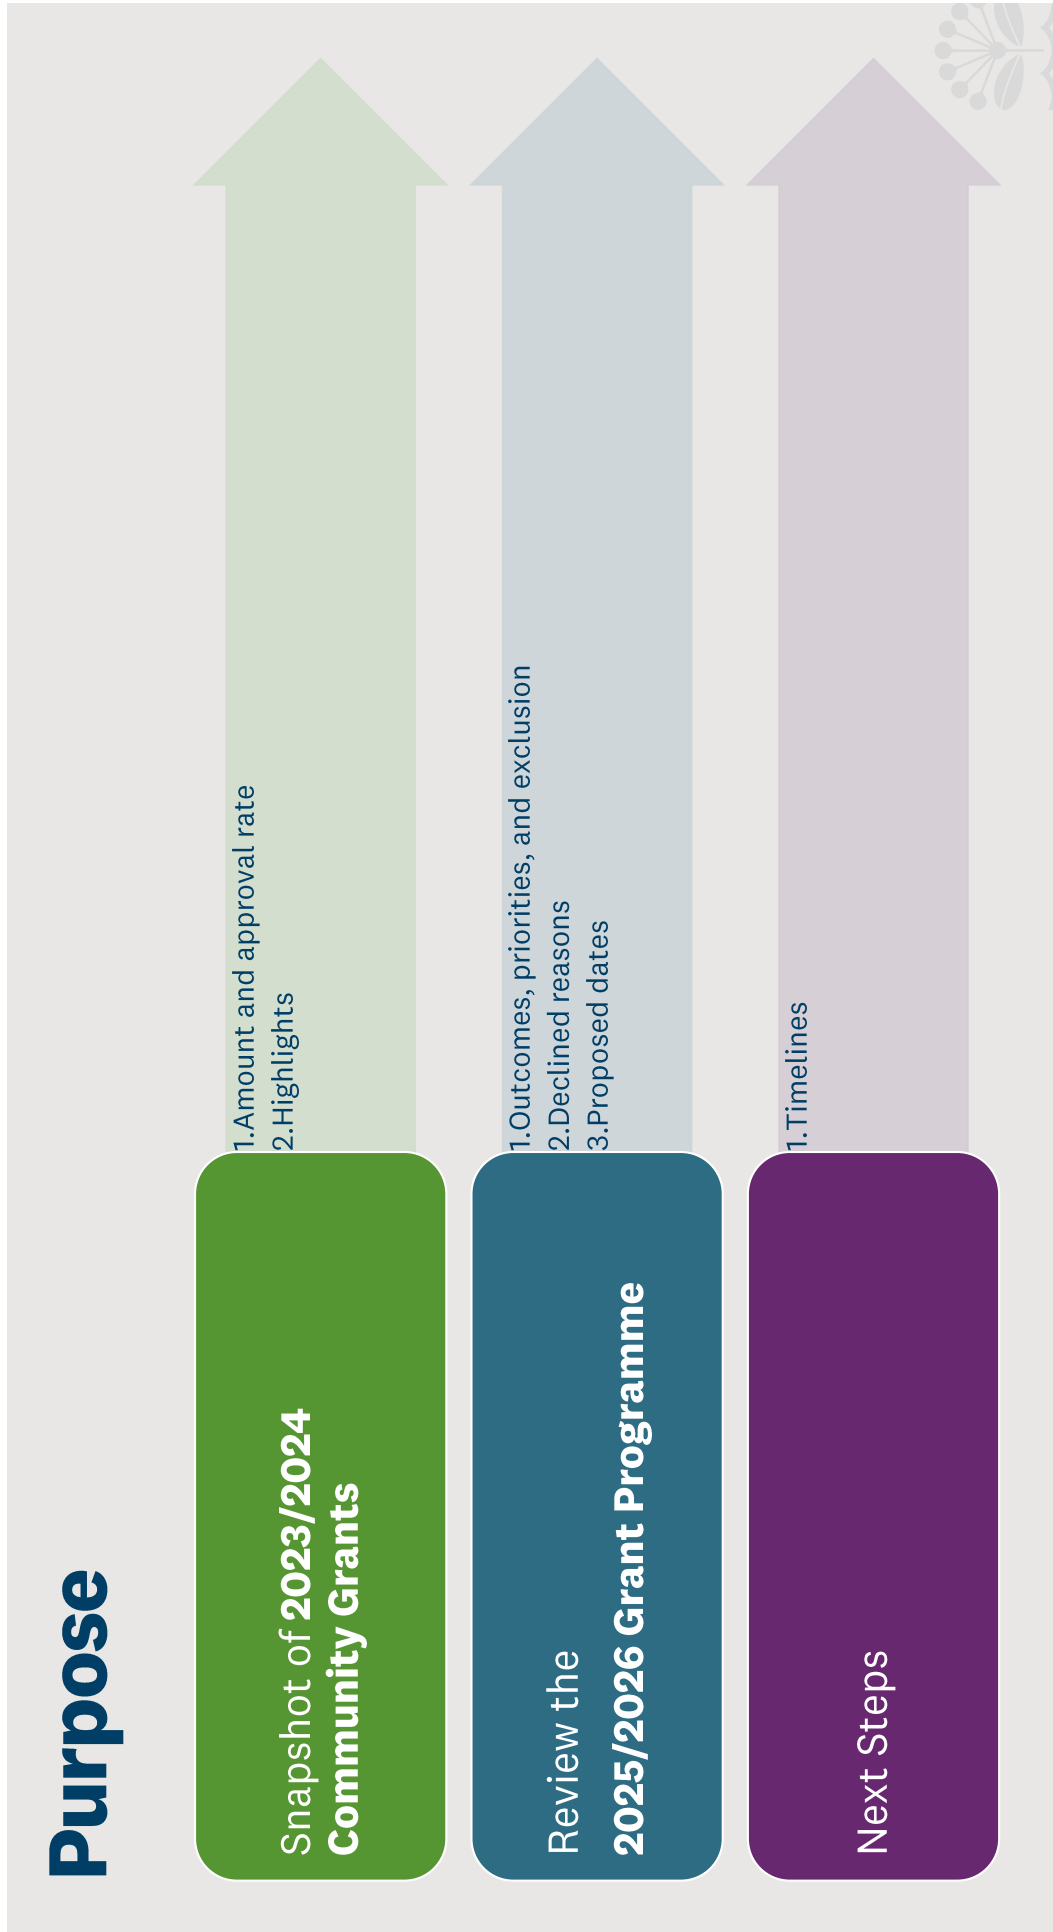 Purpose
Snapshot of 2023/2024
Community Grants
1.Amount and approval rate
2.Highlights
Review the
2025/2026 Grant Programme
1.Outcomes, priorities, and exclusion
2.Declined reasons
3.Proposed dates
Next Steps
1.Timelines